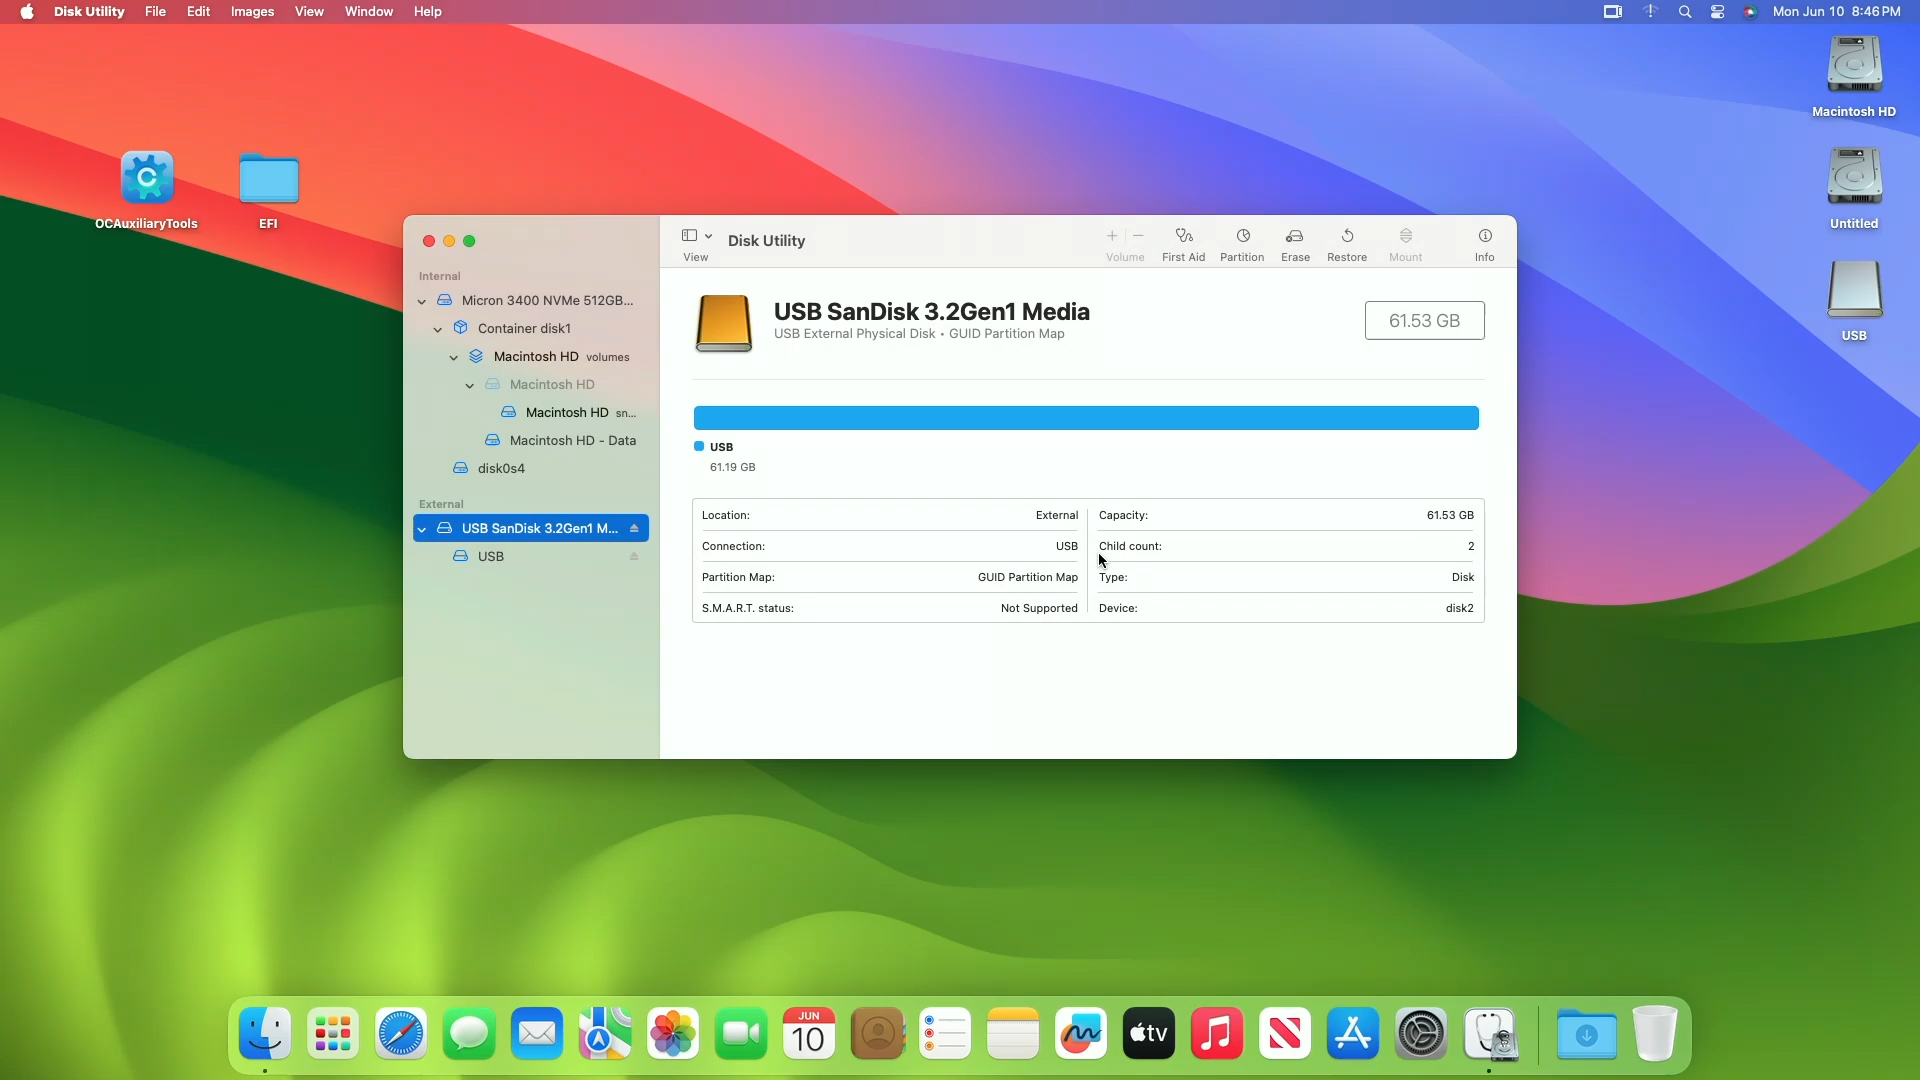 Disk Utility File Edit Images View Window Help Mon Jun 10 8:46 PM
Macintosh HD
Untitled
USB
OCAuxiliaryTools EFI
Disk Utility
View Volume First Aid Partition Erase Restore Mount Info
Internal
Micron 3400 NVMe 512GB...
Container disk1
Macintosh HD volumes
Macintosh HD
Macintosh HD sn...
Macintosh HD - Data
disk0s4
External
USB SanDisk 3.2Gen1 M...
USB
USB SanDisk 3.2Gen1 Media
USB External Physical Disk • GUID Partition Map
61.53 GB
USB
61.19 GB
Location: External Capacity: 61.53 GB
Connection: USB Child count: 2
Partition Map: GUID Partition Map Type: Disk
S.M.A.R.T. status: Not Supported Device: disk2
JUN
10
tv